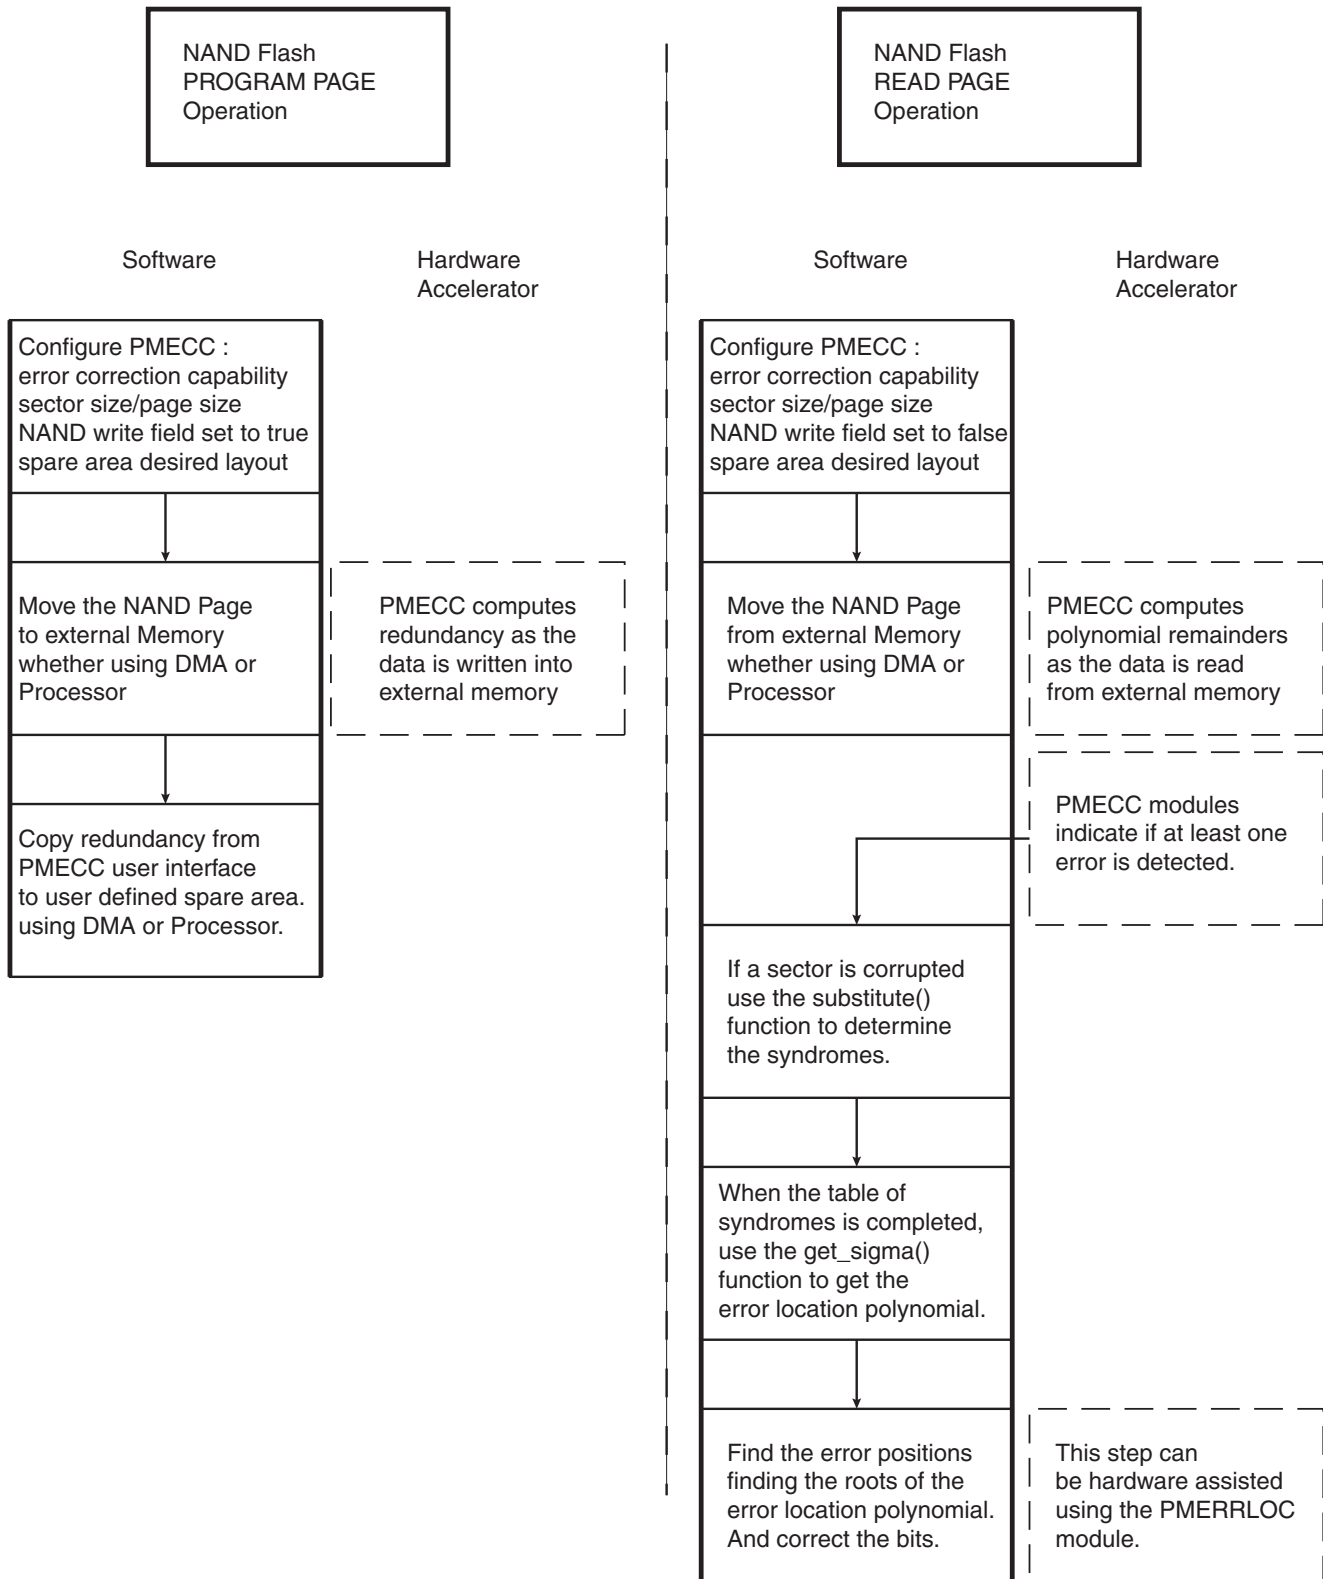 NAND Flash
PROGRAM PAGE
Operation
Software
Hardware
Accelerator
Configure PMECC :
error correction capability
sector size/page size
NAND write field set to true
spare area desired layout
Move the NAND Page
to external Memory
whether using DMA or
Processor
PMECC computes
redundancy as the
data is written into
external memory
Copy redundancy from
PMECC user interface
to user defined spare area.
using DMA or Processor.
NAND Flash
READ PAGE
Operation
Software
Hardware
Accelerator
Configure PMECC :
error correction capability
sector size/page size
NAND write field set to false
spare area desired layout
Move the NAND Page
from external Memory
whether using DMA or
Processor
PMECC computes
polynomial remainders
as the data is read
from external memory
PMECC modules
indicate if at least one
error is detected.
If a sector is corrupted
use the substitute()
function to determine
the syndromes.
When the table of
syndromes is completed,
use the get_sigma()
function to get the
error location polynomial.
Find the error positions
finding the roots of the
error location polynomial.
And correct the bits.
This step can
be hardware assisted
using the PMERRLOC
module.